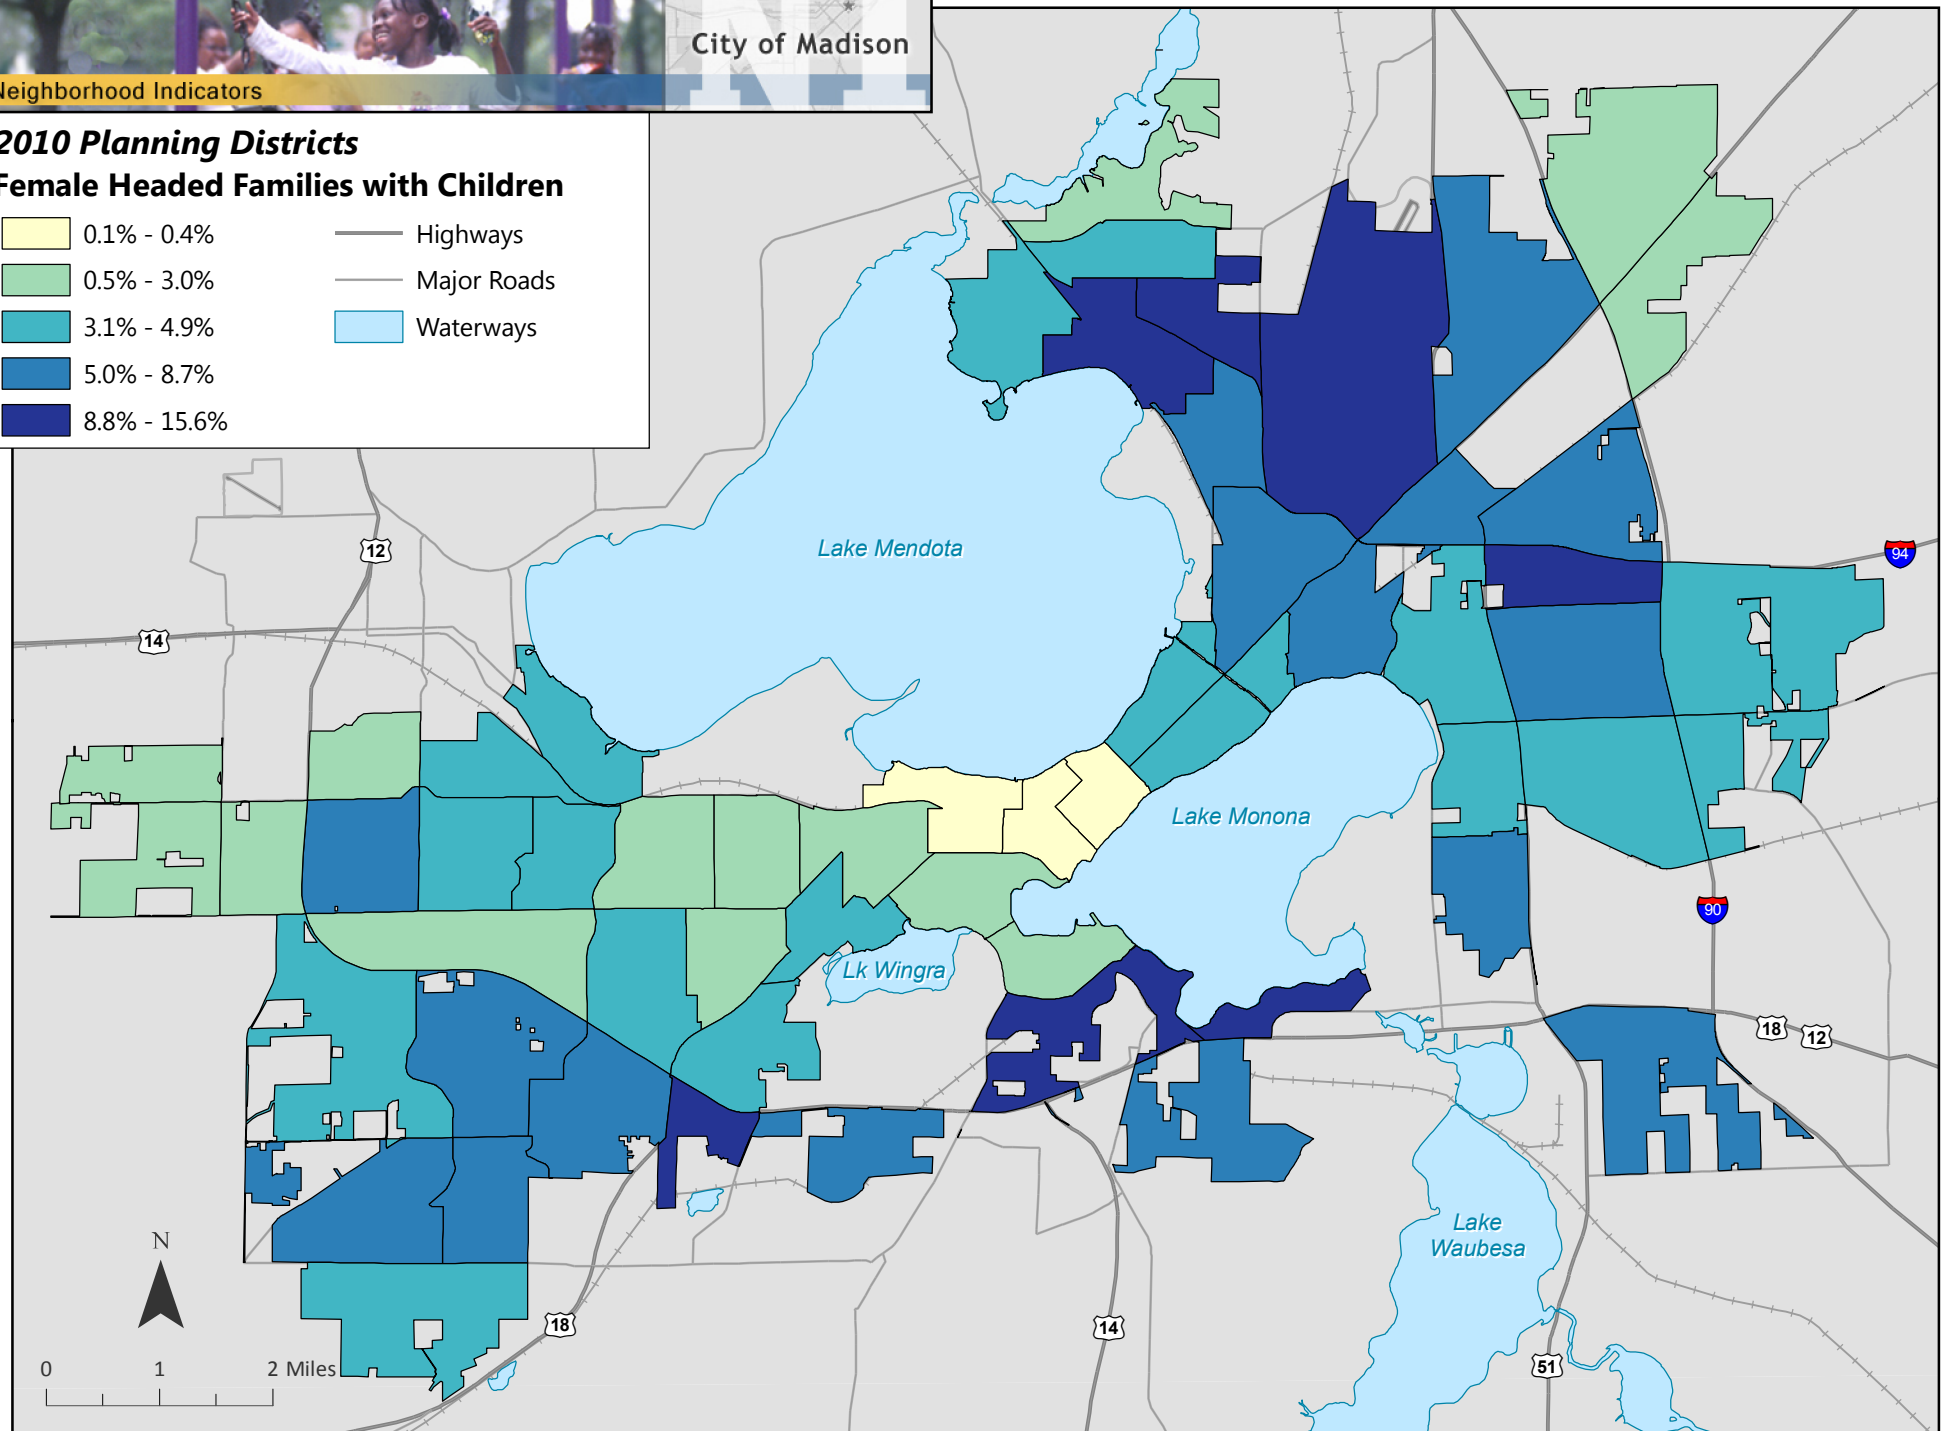 City of Madison
Neighborhood Indicators
2010 Planning Districts
Female Headed Families with Children
0.1% - 0.4%
0.5% - 3.0%
3.1% - 4.9%
5.0% - 8.7%
8.8% - 15.6%
Highways
Major Roads
Waterways
12
Lake Mendota
94
14
Lake Monona
90
Lk Wingra
18
12
Lake
Waubesa
N
18
14
51
0 1 2 Miles